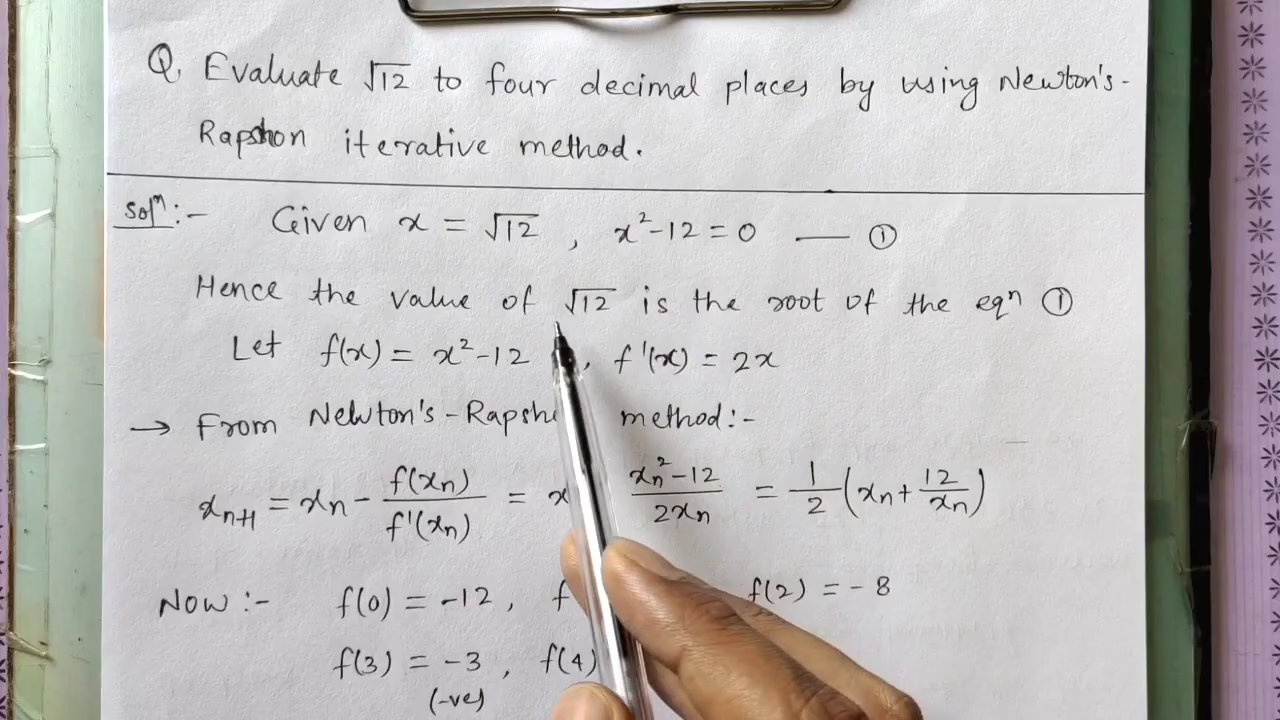 Q. Evaluate √12 to four decimal places by using Newton's-
Rapshon iterative method.
Solⁿ:- Given x = √12 , x²-12 = 0 — ①
Hence the value of √12 is the root of the eqⁿ ①
Let f(x) = x²-12 , f'(x) = 2x
→ From Newton's-Rapsh method:-
xₙ₊₁ = xₙ - f(xₙ)/f'(xₙ) = x xₙ²-12/2xₙ = 1/2 (xₙ + 12/xₙ)
Now:- f(0) = -12, f f(2) = -8
f(3) = -3 , f(4)
(-ve)